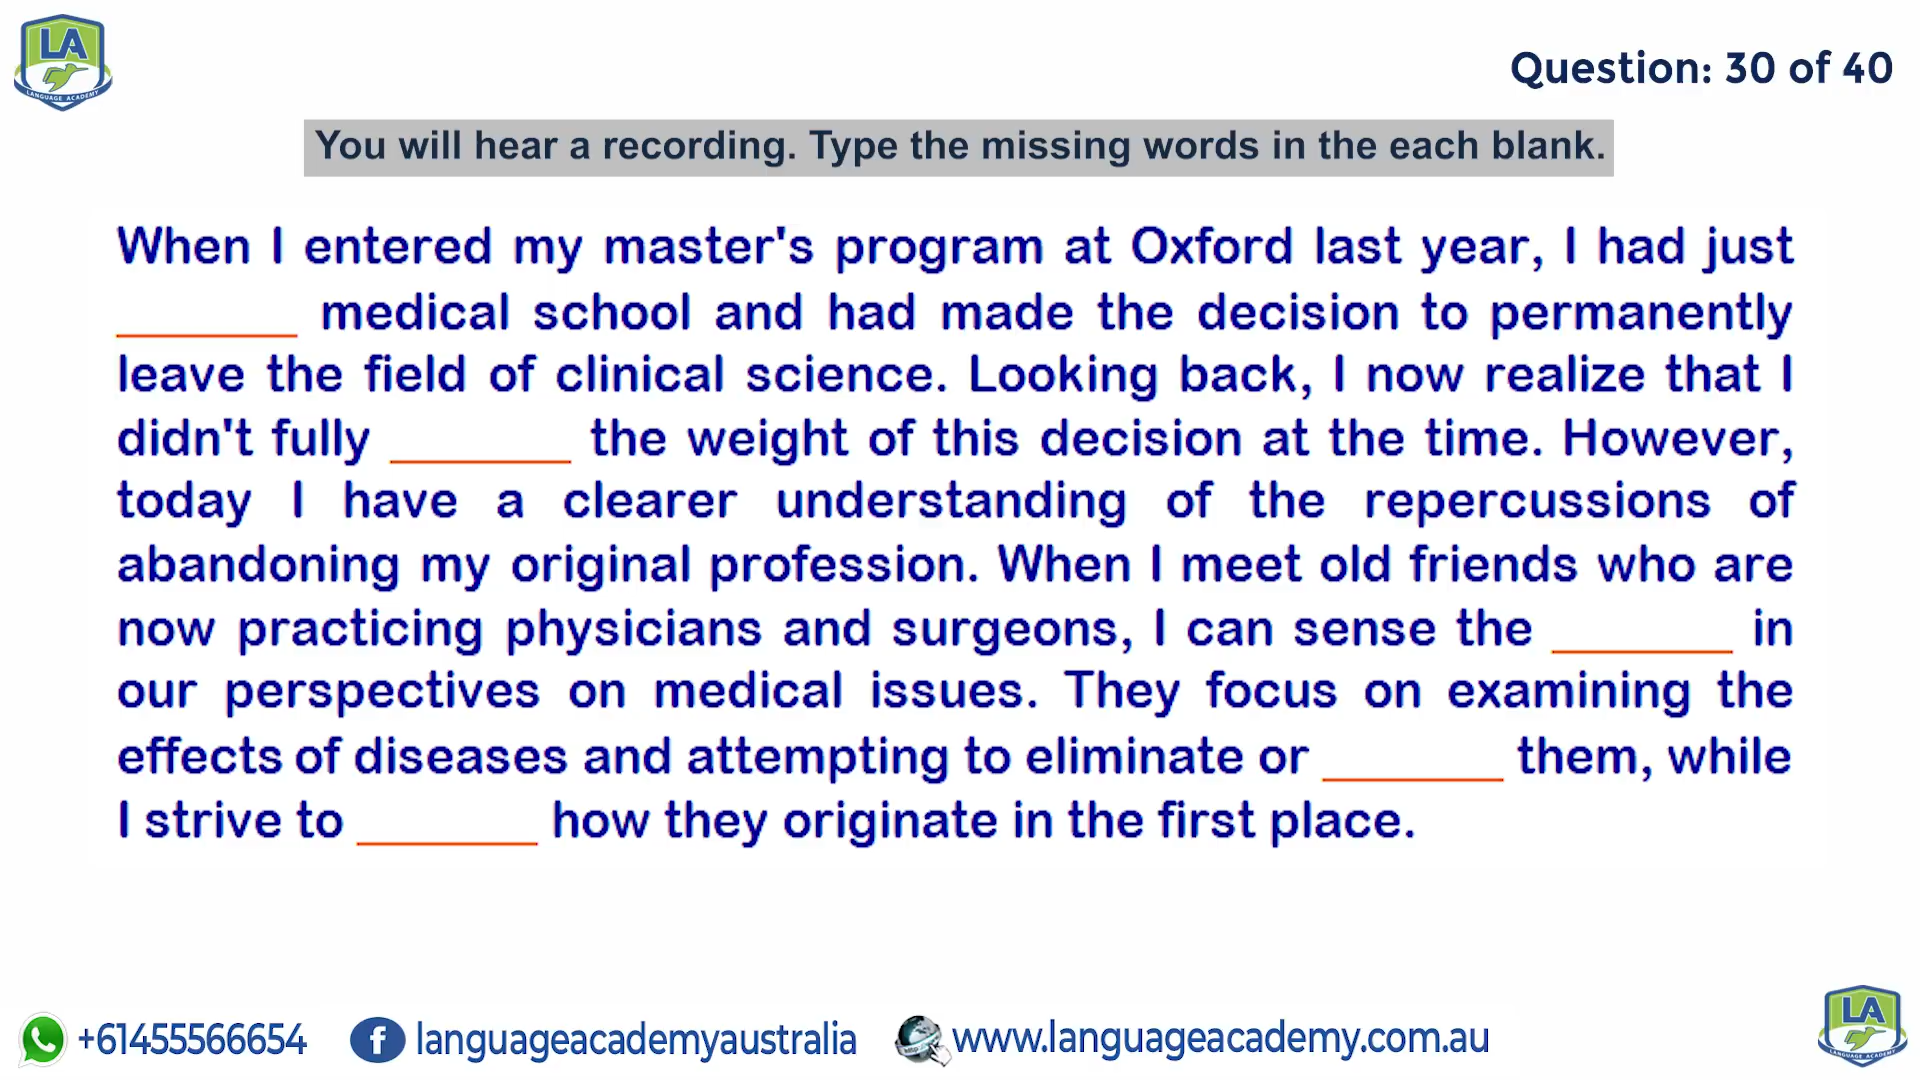 LA
LANGUAGE ACADEMY
Question: 30 of 40
You will hear a recording. Type the missing words in the each blank.
When I entered my master's program at Oxford last year, I had just
_______ medical school and had made the decision to permanently
leave the field of clinical science. Looking back, I now realize that I
didn't fully _______ the weight of this decision at the time. However,
today I have a clearer understanding of the repercussions of
abandoning my original profession. When I meet old friends who are
now practicing physicians and surgeons, I can sense the _______ in
our perspectives on medical issues. They focus on examining the
effects of diseases and attempting to eliminate or _______ them, while
I strive to _______ how they originate in the first place.
+61455566654 languageacademyaustralia www.languageacademy.com.au
LA
LANGUAGE ACADEMY